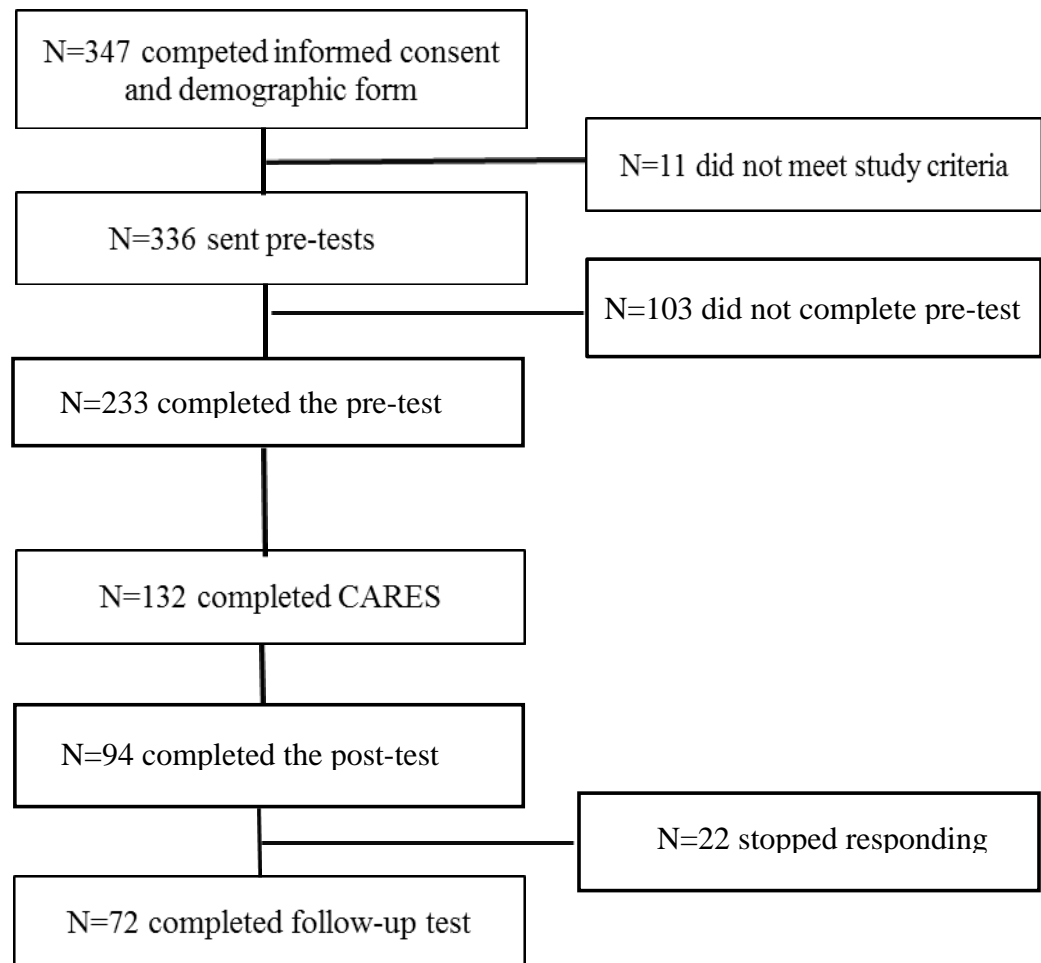 N=347 competed informed consent
and demographic form
N=11 did not meet study criteria
N=336 sent pre-tests
N=103 did not complete pre-test
N=233 completed the pre-test
N=132 completed CARES
N=94 completed the post-test
N=22 stopped responding
N=72 completed follow-up test